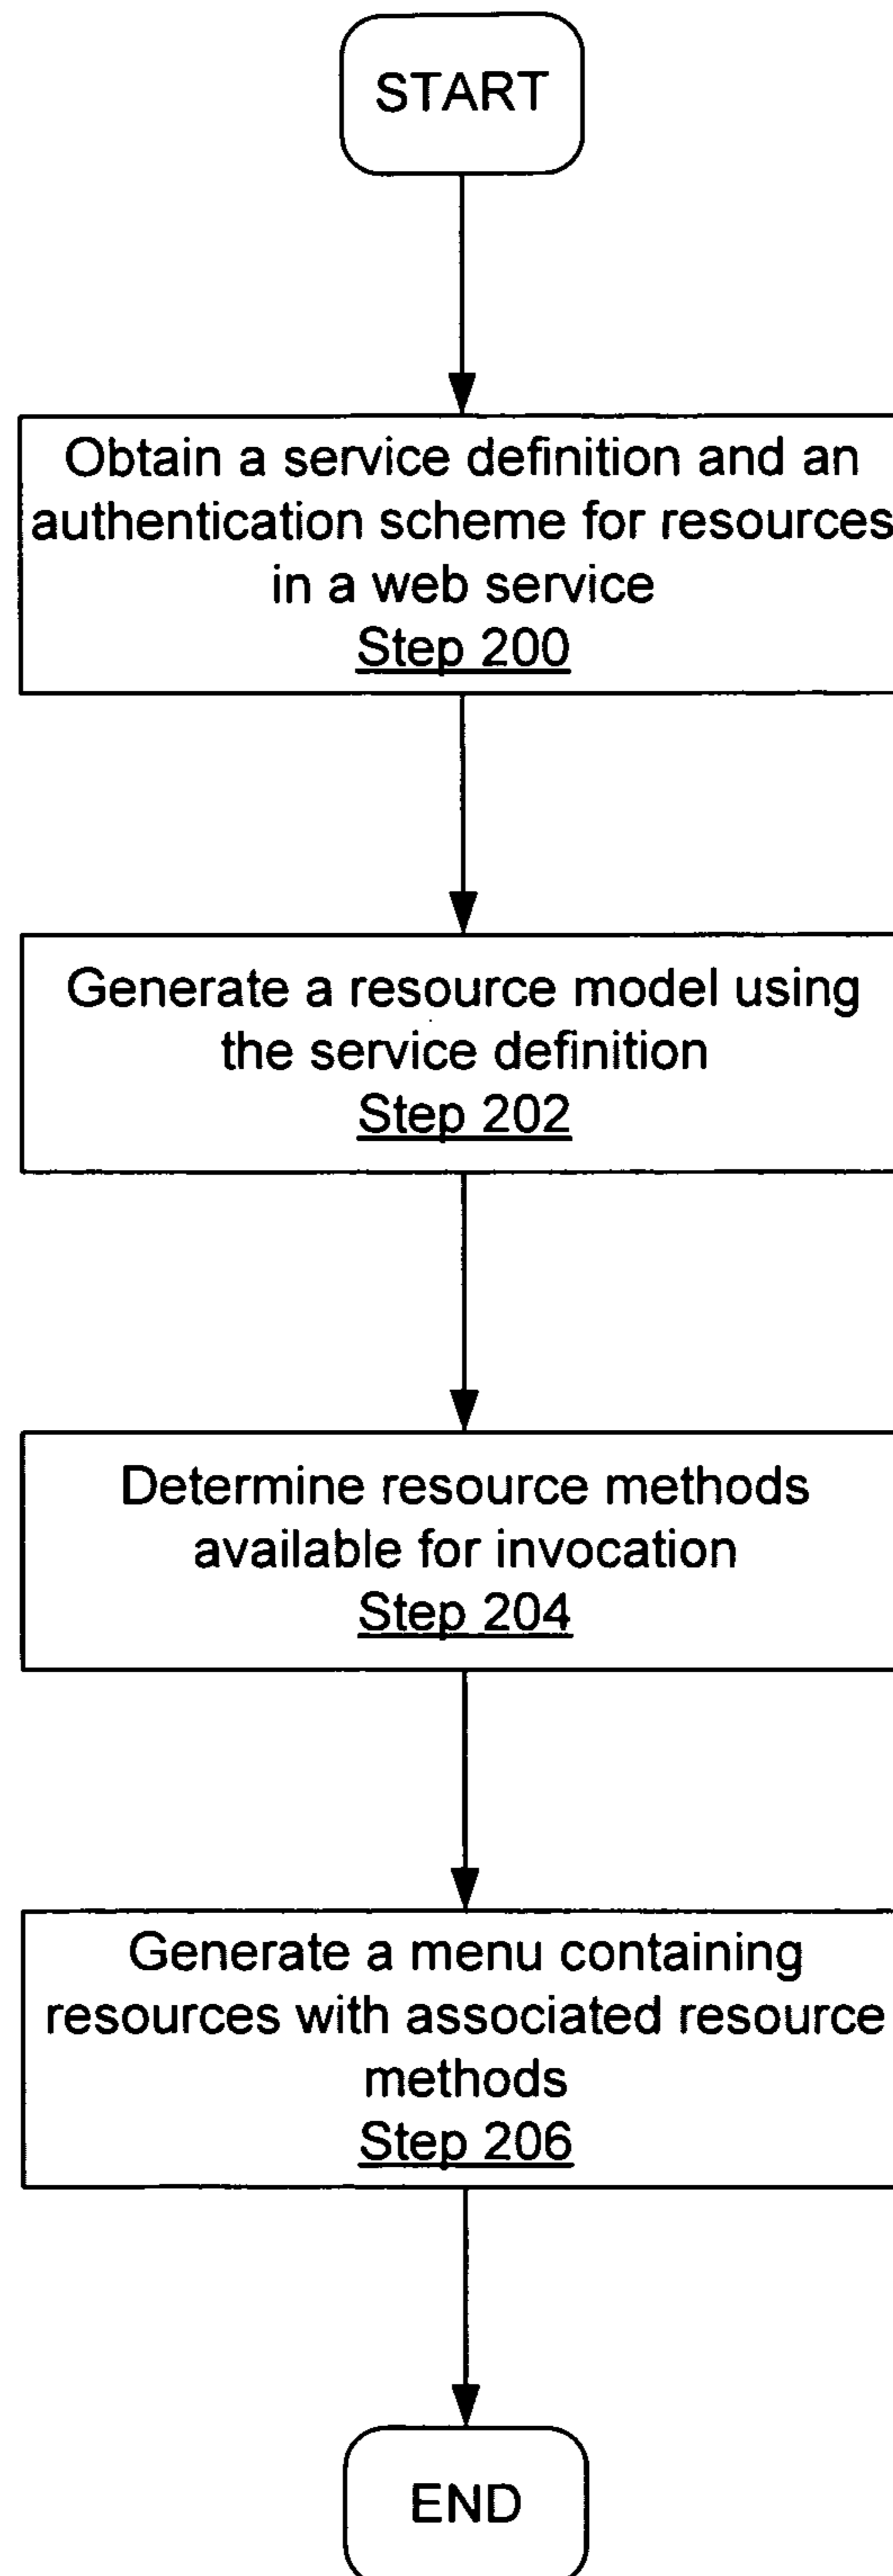 START
Obtain a service definition and an
authentication scheme for resources
in a web service
Step 200
Generate a resource model using
the service definition
Step 202
Determine resource methods
available for invocation
Step 204
Generate a menu containing
resources with associated resource
methods
Step 206
END